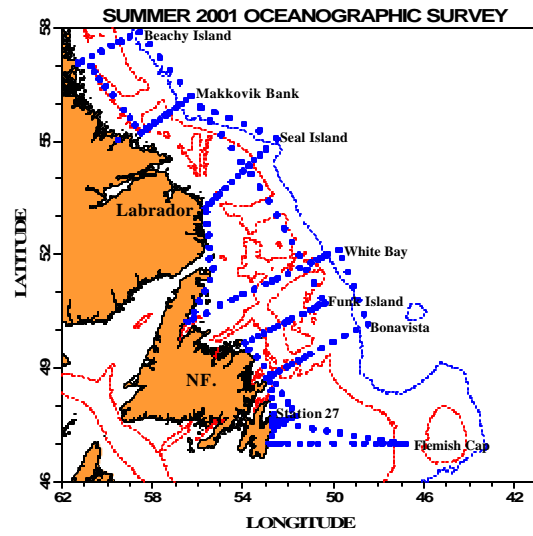 SUMMER 2001 OCEANOGRAPHIC SURVEY
58
Beachy Island
Makkovik Bank
55
Seal Island
Labrador
LATITUDE
52
White Bay
Funk Island
Bonavista
49
NF.
Station 27
Flemish Cap
46
62 58 54 50 46 42
LONGITUDE